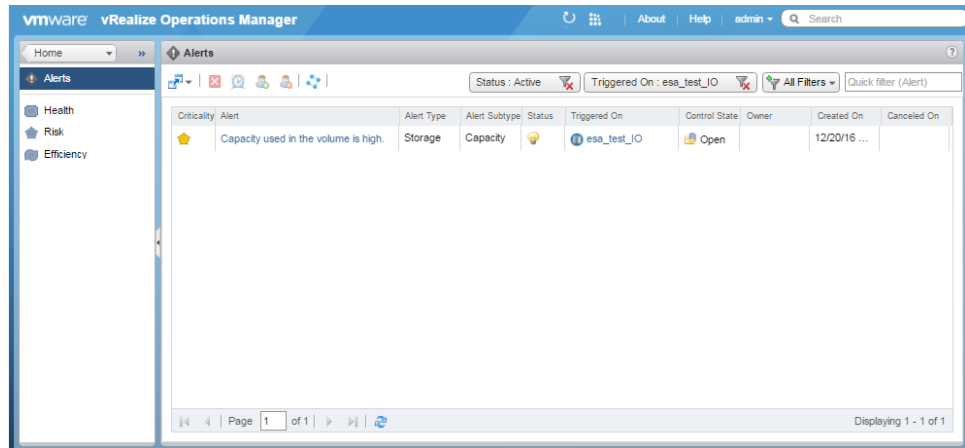 vmware vRealize Operations Manager About Help admin Search
Home » Alerts ?
Alerts Status : Active Triggered On : esa_test_IO All Filters Quick filter (Alert)
Health
Risk
Efficiency
Criticality Alert Alert Type Alert Subtype Status Triggered On Control State Owner Created On Canceled On
Capacity used in the volume is high. Storage Capacity esa_test_IO Open 12/20/16 ...
Page 1 of 1 Displaying 1 - 1 of 1